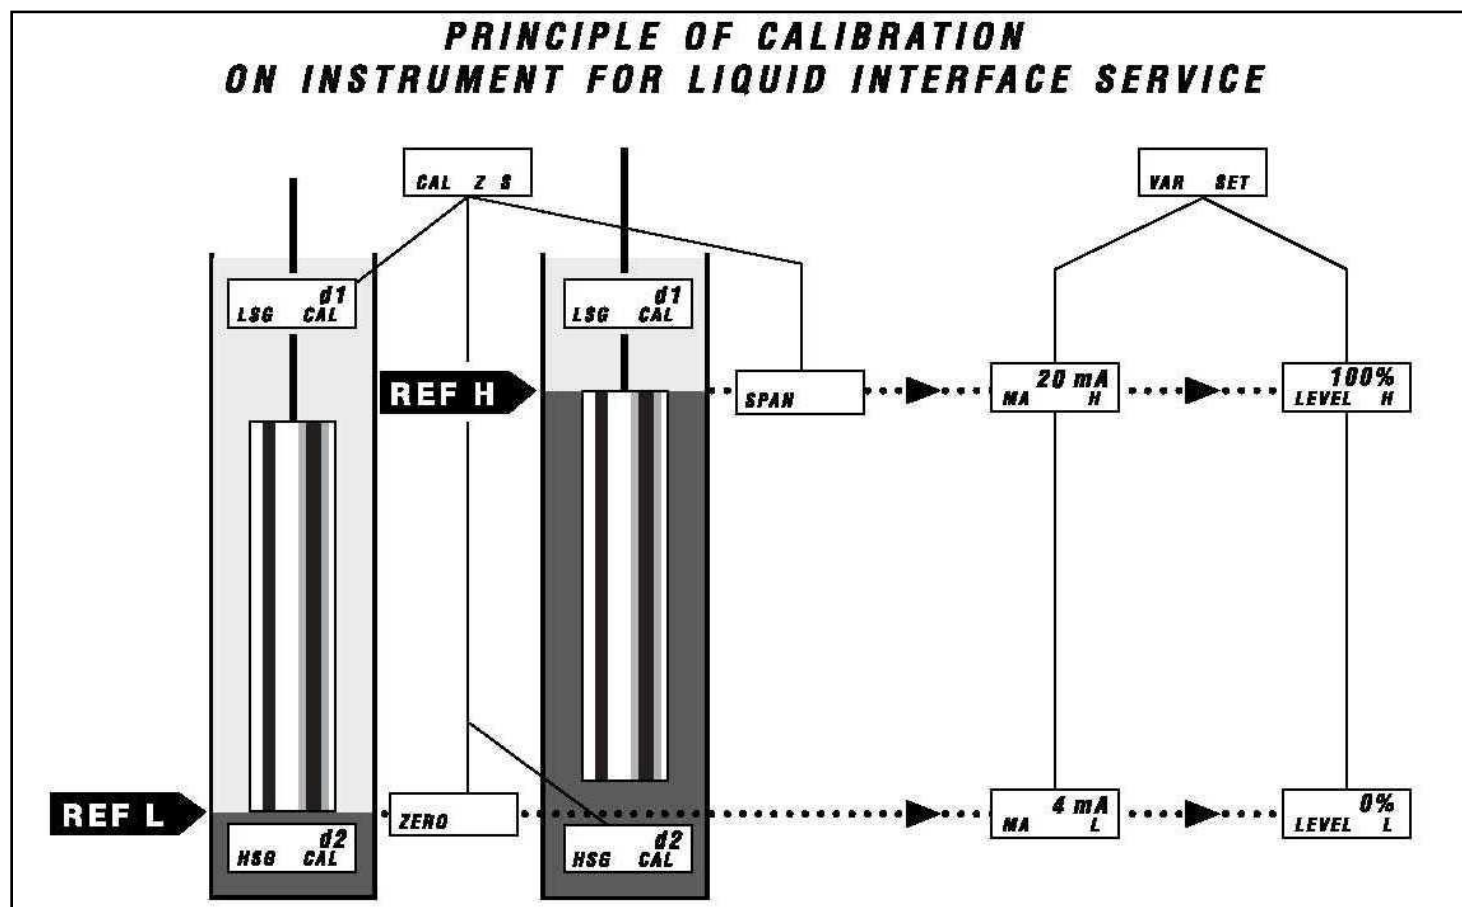 PRINCIPLE OF CALIBRATION
ON INSTRUMENT FOR LIQUID INTERFACE SERVICE
CAL Z S
VAR SET
d1
LSG CAL
d1
LSG CAL
REF H
SPAN
20 mA
MA H
100%
LEVEL H
REF L
ZERO
4 mA
MA L
0%
LEVEL L
d2
HSG CAL
d2
HSG CAL